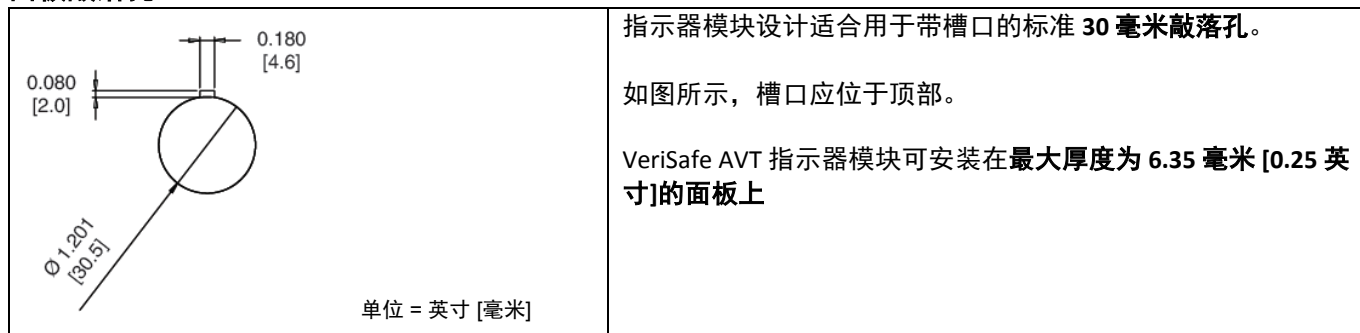 0.180
[4.6]
0.080
[2.0]
Ø 1.201
[30.5]
单位 = 英寸 [毫米]
指示器模块设计适合用于带槽口的标准 30 毫米敲落孔。
如图所示，槽口应位于顶部。
VeriSafe AVT 指示器模块可安装在最大厚度为 6.35 毫米 [0.25 英
寸]的面板上